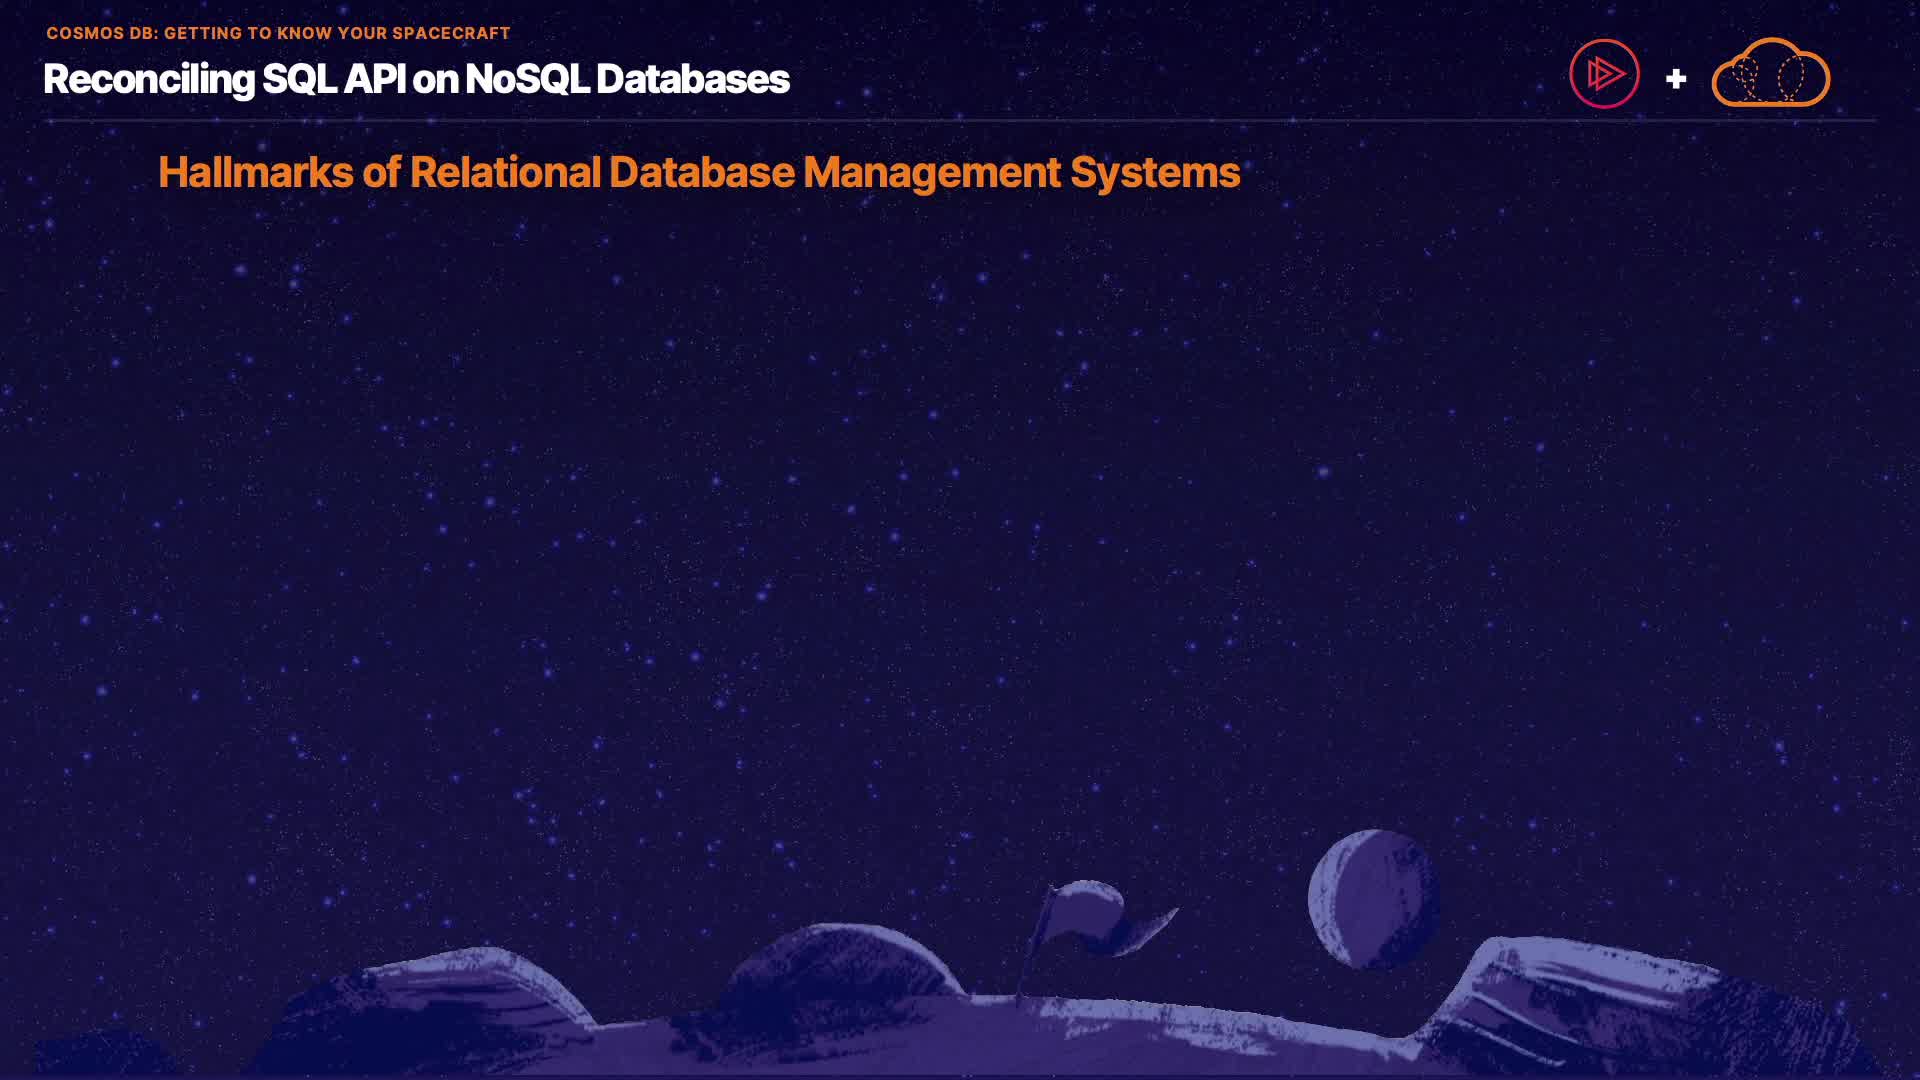 COSMOS DB: GETTING TO KNOW YOUR SPACECRAFT
Reconciling SQL API on NoSQL Databases
+
Hallmarks of Relational Database Management Systems